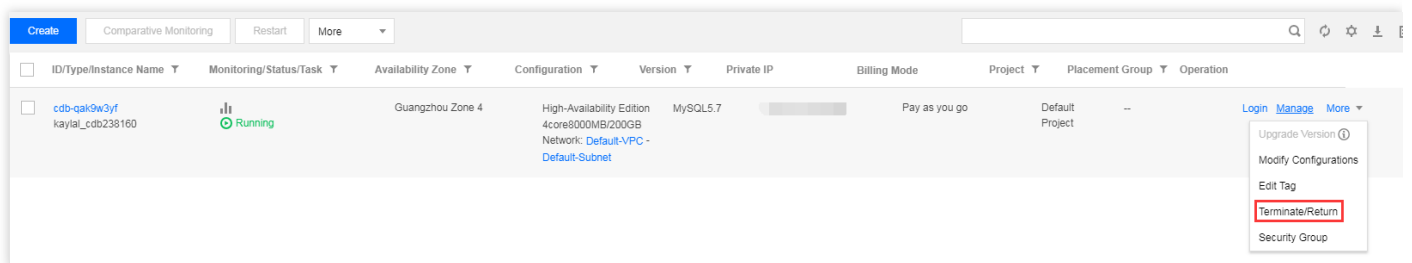 Create Comparative Monitoring Restart More
ID/Type/Instance Name Monitoring/Status/Task Availability Zone Configuration Version Private IP Billing Mode Project Placement Group Operation
cdb-qak9w3yf Guangzhou Zone 4 High-Availability Edition MySQL5.7 Pay as you go Default -- Login Manage More
kaylal_cdb238160 Running 4core8000MB/200GB Project
Network: Default-VPC -
Default-Subnet
Upgrade Version
Modify Configurations
Edit Tag
Terminate/Return
Security Group